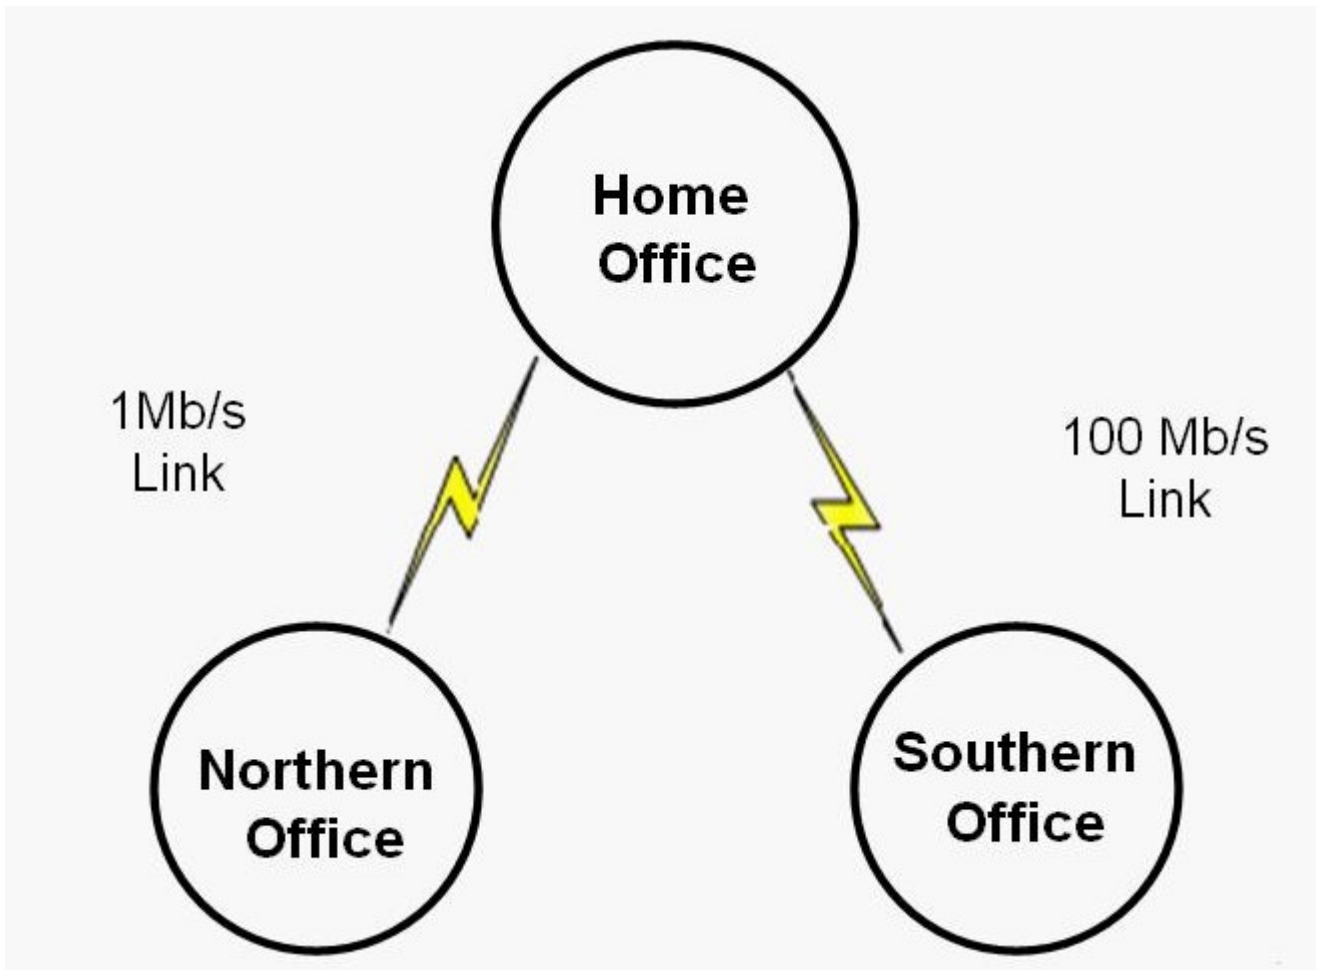 Home
Office
1Mb/s
Link
100 Mb/s
Link
Northern
Office
Southern
Office